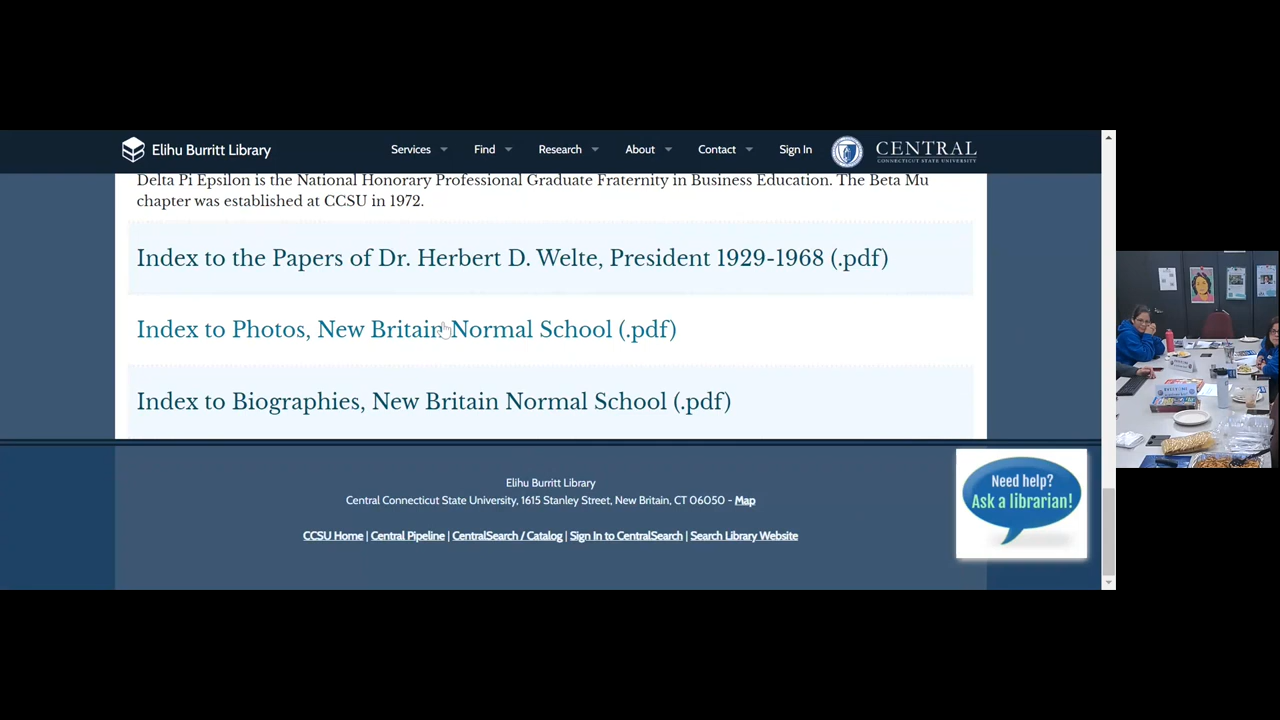 Elihu Burritt Library
Services Find Research About Contact Sign In
CENTRAL
CONNECTICUT STATE UNIVERSITY
Delta Pi Epsilon is the National Honorary Professional Graduate Fraternity in Business Education. The Beta Mu
chapter was established at CCSU in 1972.
Index to the Papers of Dr. Herbert D. Welte, President 1929-1968 (.pdf)
Index to Photos, New Britain Normal School (.pdf)
Index to Biographies, New Britain Normal School (.pdf)
Elihu Burritt Library
Central Connecticut State University, 1615 Stanley Street, New Britain, CT 06050 - Map
CCSU Home | Central Pipeline | CentralSearch / Catalog | Sign In to CentralSearch | Search Library Website
Need help?
Ask a librarian!